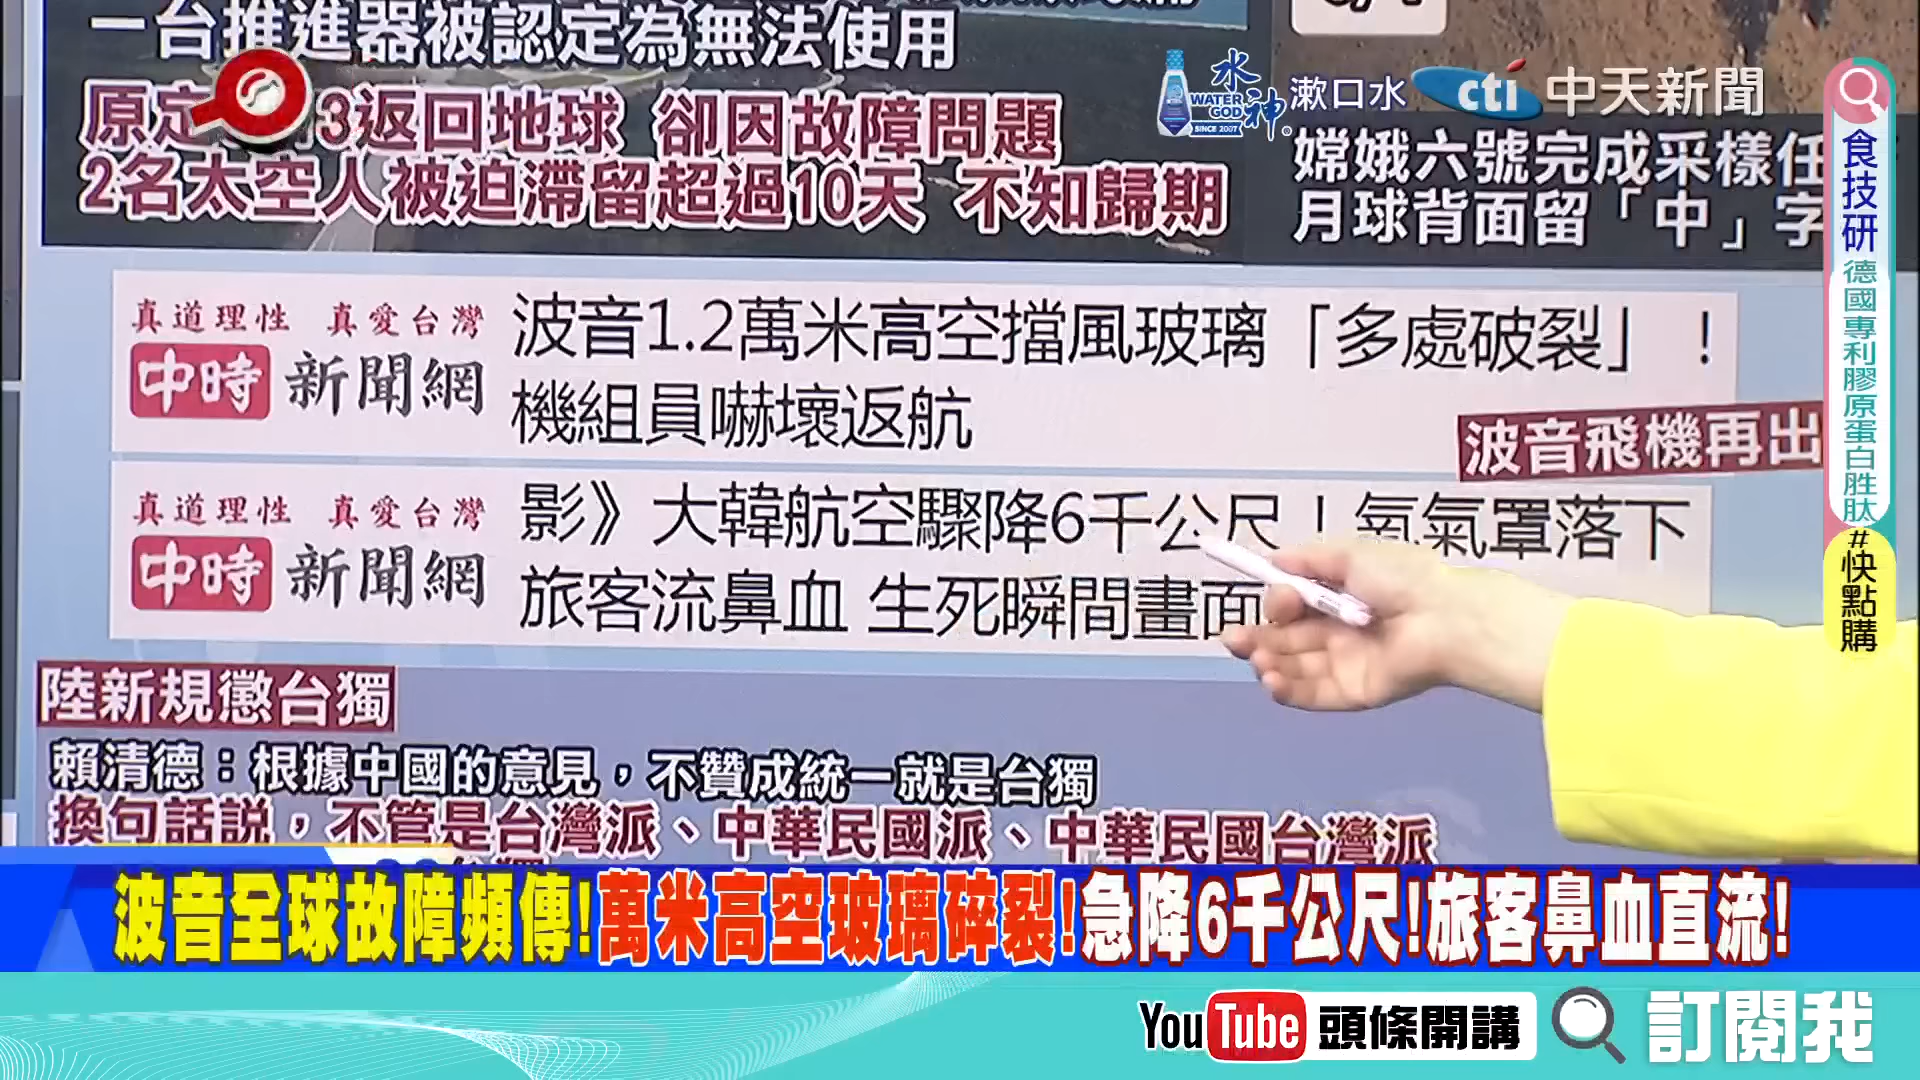 一台推進器被認定為無法使用
3返回地球 卻因故障問題
2名太空人被迫滯留超過10天 不知歸期
水神
WATER GOD
SINCE 2007
漱口水
cti 中天新聞
嫦娥六號完成采樣任
月球背面留「中」字
真道理性 真愛台灣
中時 新聞網
波音1.2萬米高空擋風玻璃「多處破裂」！
機組員嚇壞返航
波音飛機再出
真道理性 真愛台灣
中時 新聞網
影》大韓航空驟降6千公尺！氧氣罩落下
旅客流鼻血 生死瞬間畫面
陸新規懲台獨
賴清德：根據中國的意見，不贊成統一就是台獨
換句話説，不管是台灣派、中華民國派、中華民國台灣派
波音全球故障頻傳!萬米高空玻璃碎裂!急降6千公尺!旅客鼻血直流!
YouTube 頭條開講
訂閱我
食技研
德國專利膠原蛋白胜肽
#快點購